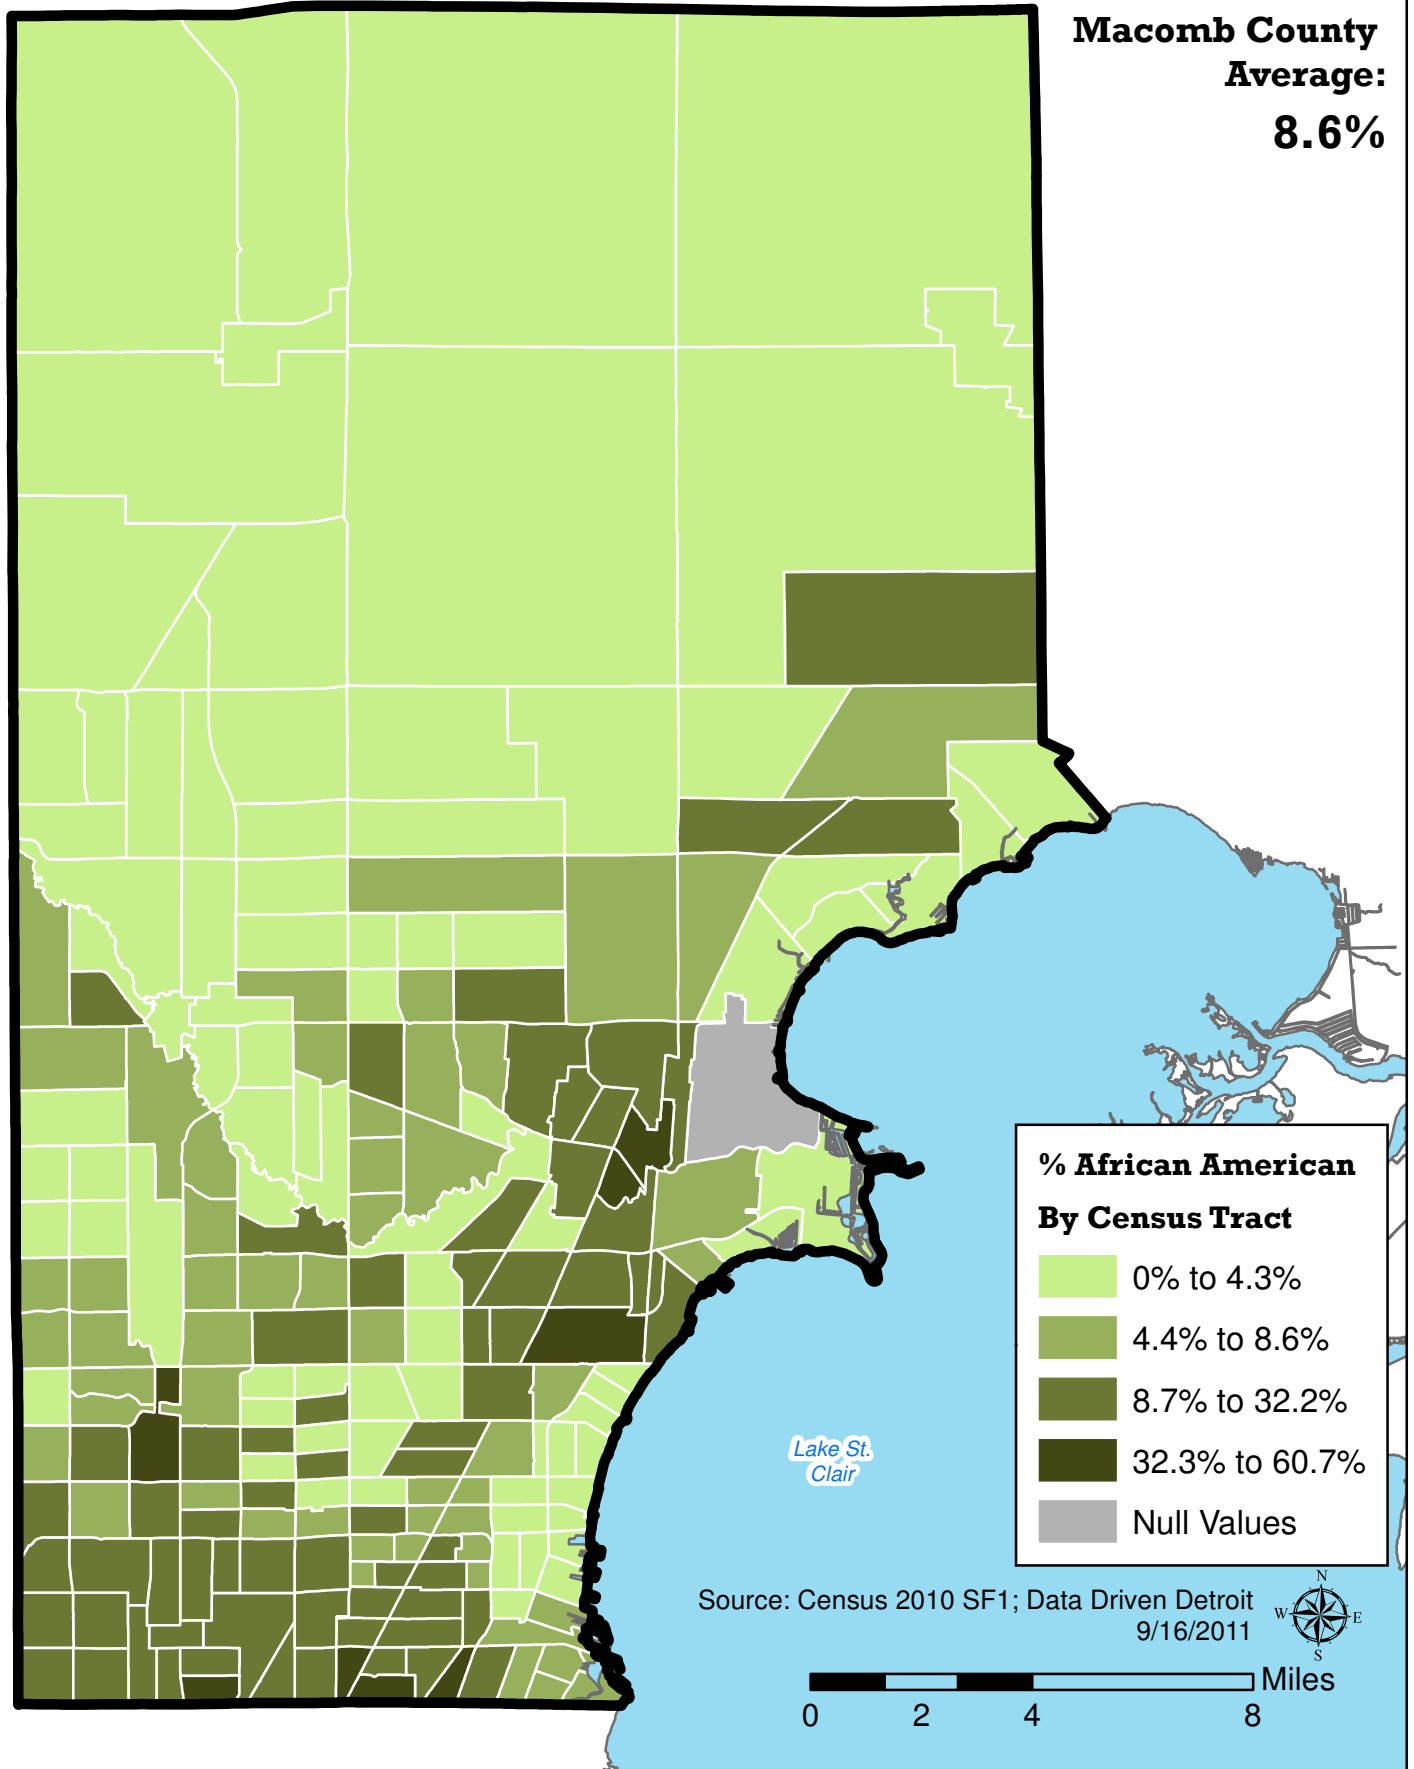 Macomb County
Average:
8.6%
% African American
By Census Tract
0% to 4.3%
4.4% to 8.6%
8.7% to 32.2%
32.3% to 60.7%
Null Values
Lake St.
Clair
Source: Census 2010 SF1; Data Driven Detroit
9/16/2011
N
W E
S
Miles
0 2 4 8